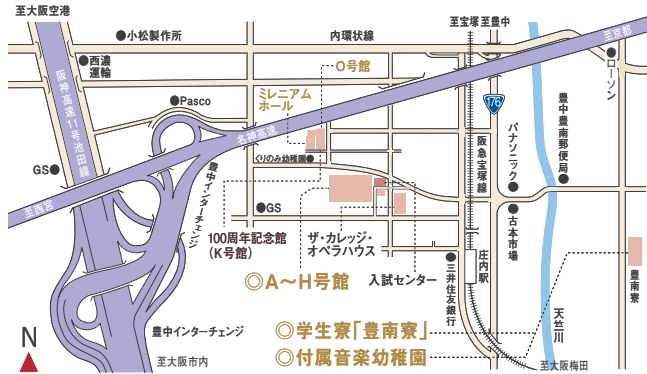 至大阪空港
至宝塚
至豊中
小松製作所
内環状線
至京都
西濃
運輸
O号館
ローソン
阪神高速11号池田線
ミレニアム
ホール
176
Pasco
名神高速
豊中豊南郵便局
パナソニック
阪急宝塚線
くりのみ幼稚園
GS
豊中インターチェンジ
至西宮
GS
古本市場
100周年記念館
(K号館)
ザ・カレッジ・
オペラハウス
庄内駅
三井住友銀行
豊南寮
◎A〜H号館
入試センター
天竺川
N
豊中インターチェンジ
◎学生寮「豊南寮」
◎付属音楽幼稚園
至大阪市内
至大阪梅田